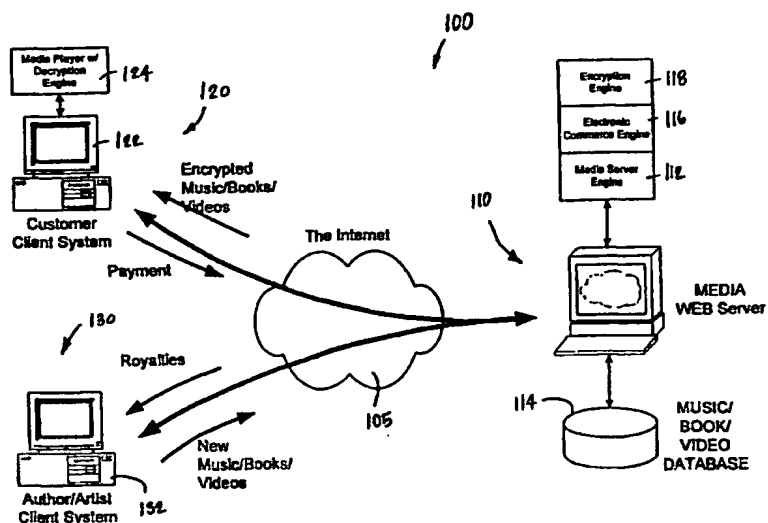 100
Media Player w/
Decryption
Engine
124
120
122
Customer
Client System
Encrypted
Music/Books/
Videos
Payment
The Internet
105
130
Royalties
New
Music/Books/
Videos
132
Author/Artist
Client System
Encryption
Engine
118
Electronic
Commerce Engine
116
Media Server
Engine
112
110
MEDIA
WEB Server
114
MUSIC/
BOOK/
VIDEO
DATABASE